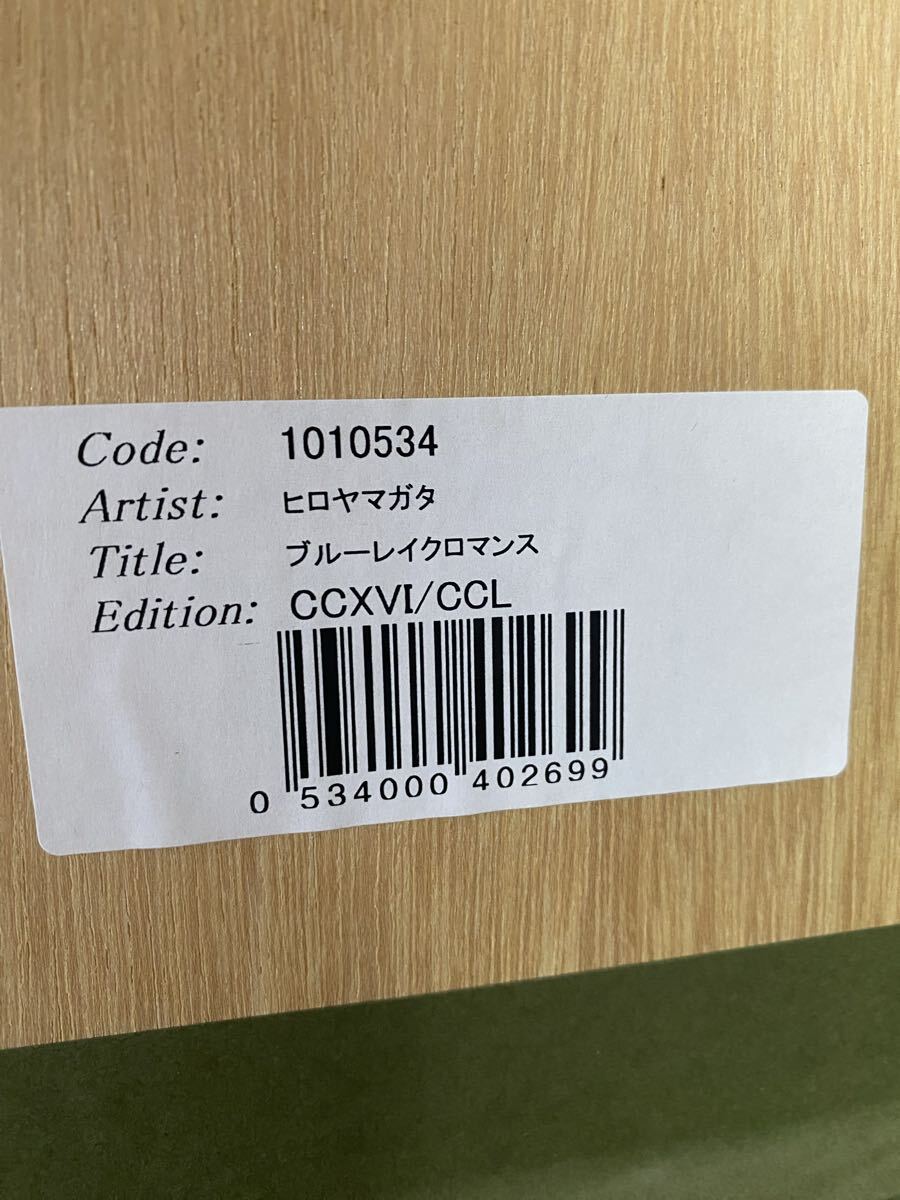 Code: 1010534
Artist: ヒロヤマガタ
Title: ブルーレイクロマンス
Edition: CCXVI/CCL
0 534000 402699